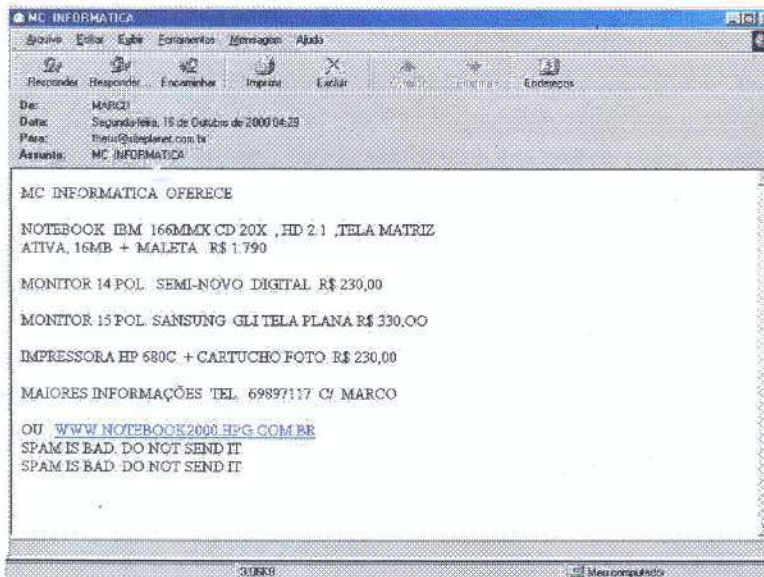 MC INFORMATICA
Arquivo Editar Exibir Ferramentas Mensagem Ajuda
Responder Responder... Encaminhar Imprimir Excluir Endereços
De: MARCO
Data: Segunda-feira, 16 de Outubro de 2000 04:29
Para: @siteplanet.com.br
Assunto: MC INFORMATICA
MC INFORMATICA OFERECE
NOTEBOOK IBM 166MMX CD 20X , HD 2.1 ,TELA MATRIZ
ATIVA, 16MB + MALETA R$ 1.790
MONITOR 14 POL. SEMI-NOVO DIGITAL R$ 230,00
MONITOR 15 POL. SANSUNG GLI TELA PLANA R$ 330,OO
IMPRESSORA HP 680C + CARTUCHO FOTO R$ 230,00
MAIORES INFORMAÇÕES TEL 69897117 C/ MARCO
OU WWW.NOTEBOOK2000.HPG.COM.BR
SPAM IS BAD. DO NOT SEND IT.
SPAM IS BAD. DO NOT SEND IT.
3,06KB Meu computador